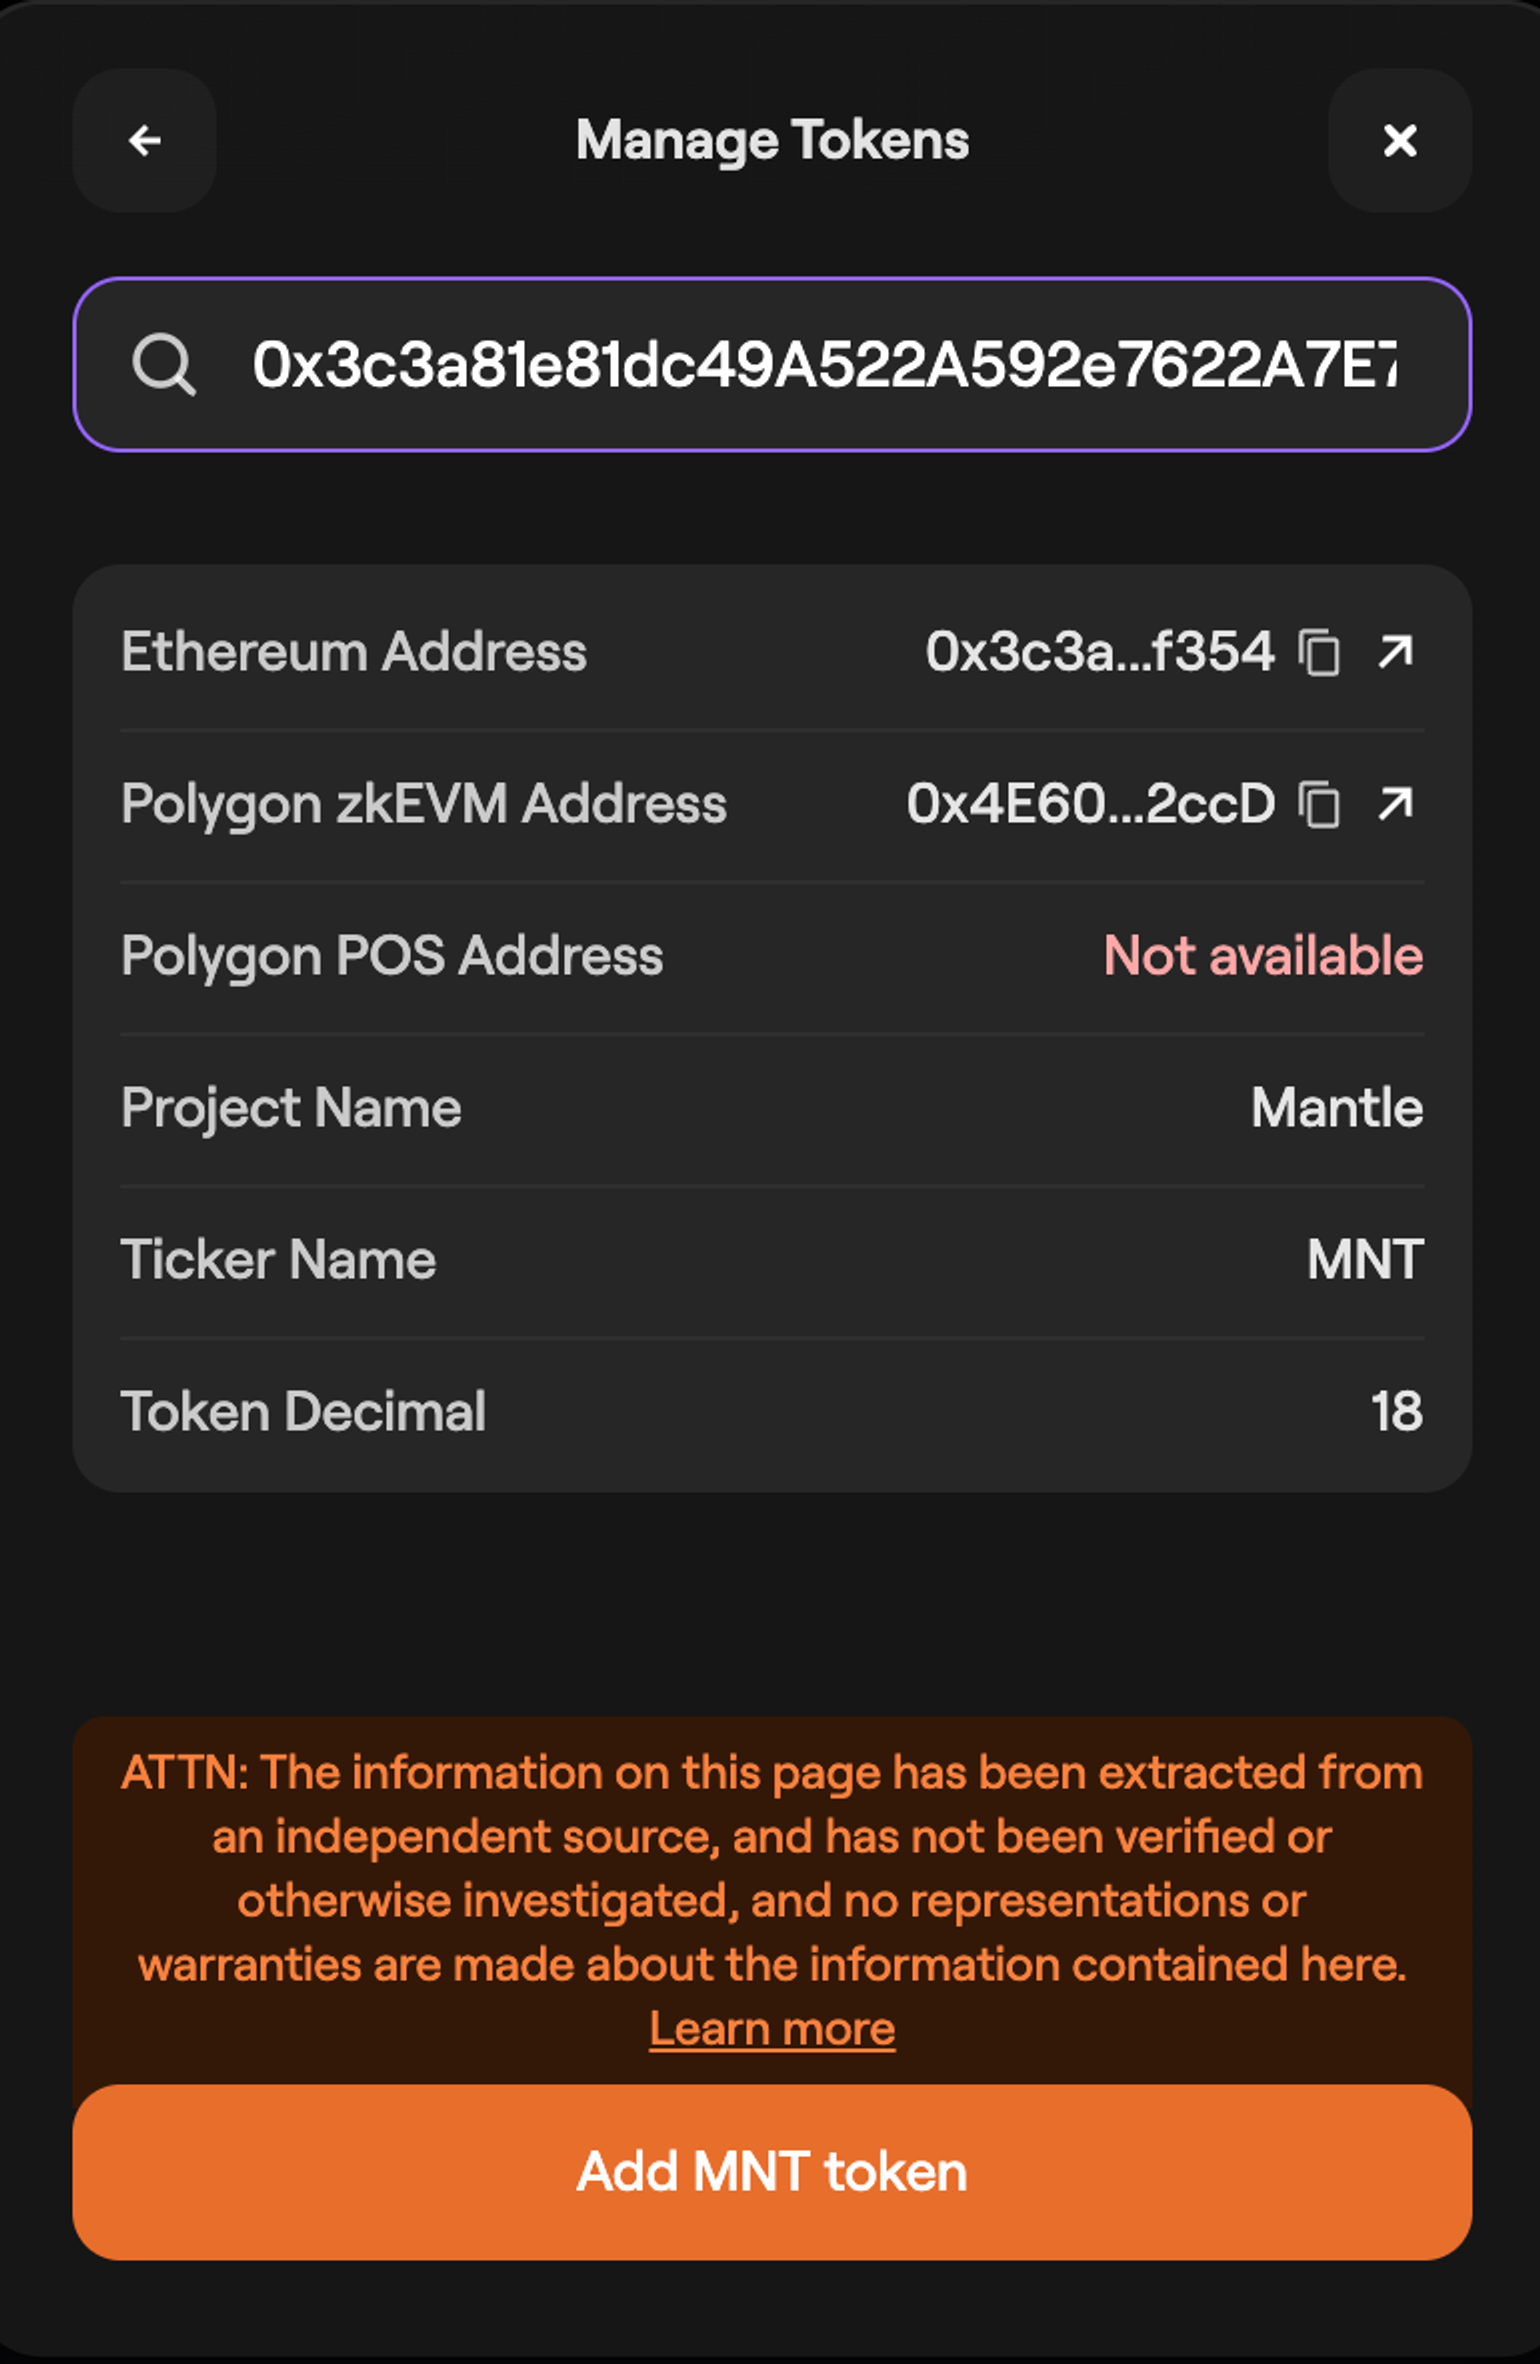 Manage Tokens
0x3c3a81e81dc49A522A592e7622A7E7
Ethereum Address 0x3c3a...f354
Polygon zkEVM Address 0x4E60...2ccD
Polygon POS Address Not available
Project Name Mantle
Ticker Name MNT
Token Decimal 18
ATTN: The information on this page has been extracted from
an independent source, and has not been verified or
otherwise investigated, and no representations or
warranties are made about the information contained here.
Learn more
Add MNT token